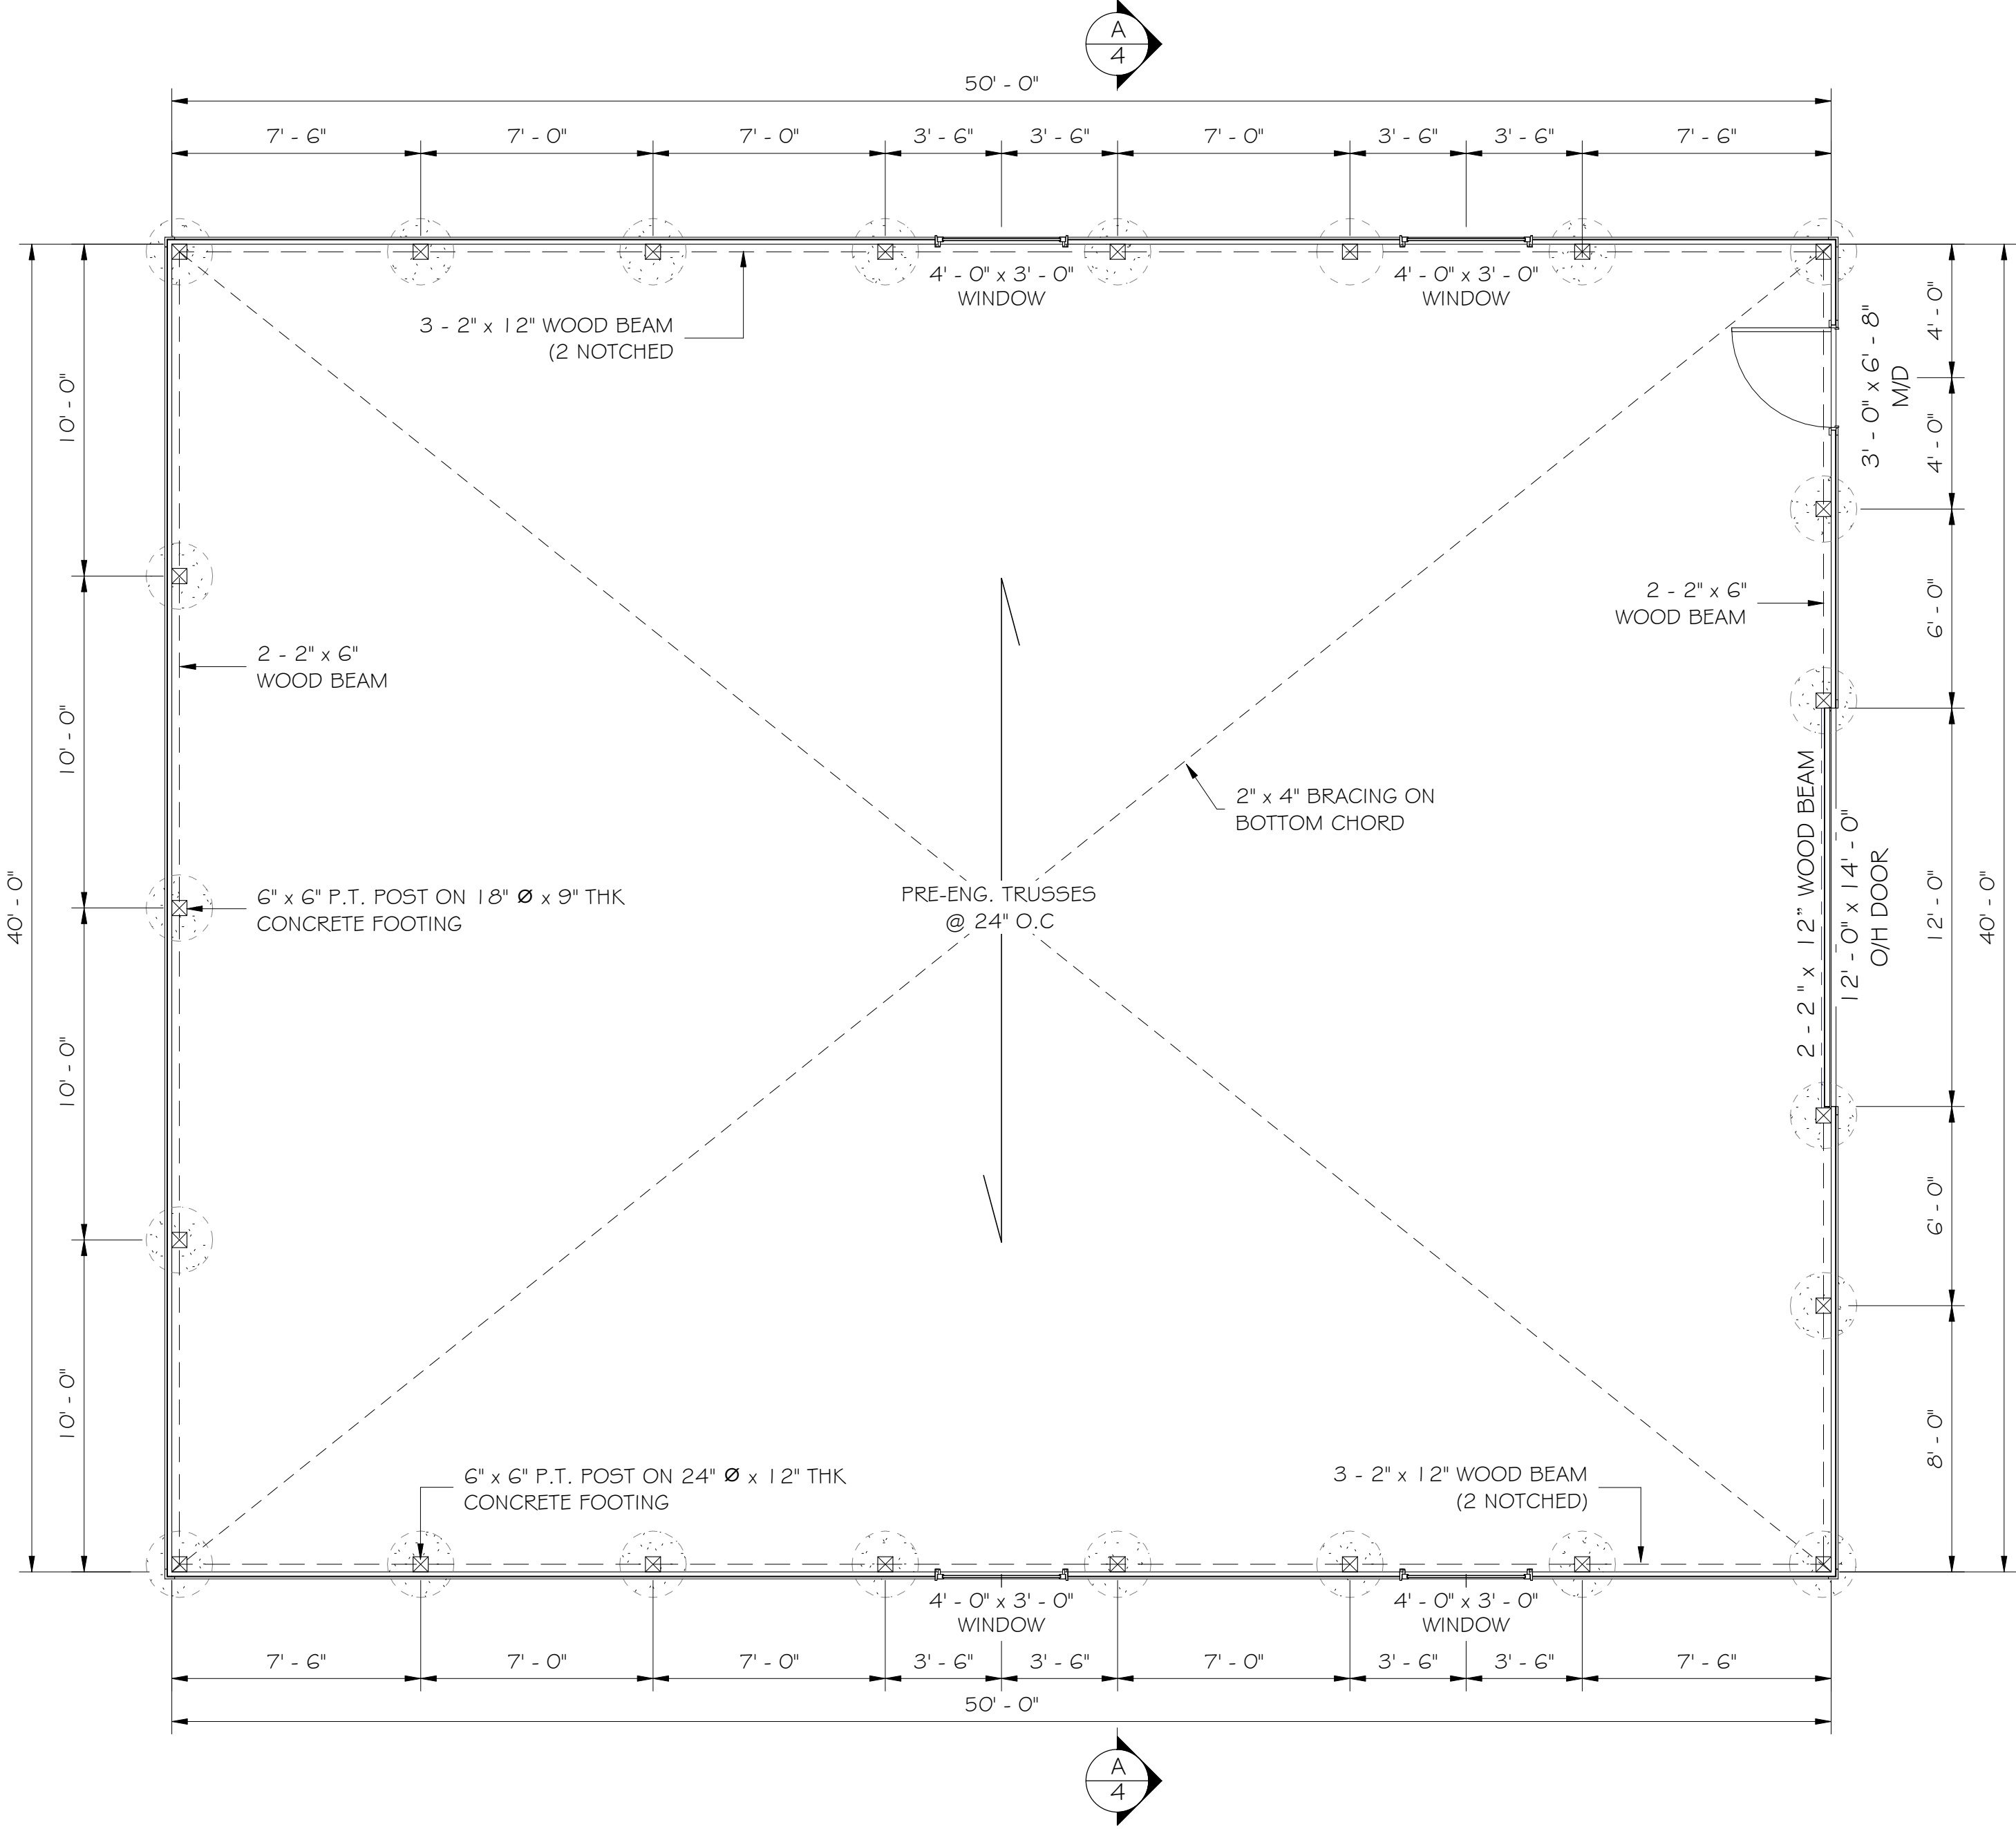 A
4
50' - 0"
7' - 6" 7' - 0" 7' - 0" 3' - 6" 3' - 6" 7' - 0" 3' - 6" 3' - 6" 7' - 6"
4' - 0" x 3' - 0"
WINDOW
4' - 0" x 3' - 0"
WINDOW
3 - 2" x 12" WOOD BEAM
(2 NOTCHED
3' - 0" x 6' - 8"
M/D
4' - 0"
4' - 0"
6' - 0"
12' - 0"
6' - 0"
8' - 0"
40' - 0"
10' - 0"
10' - 0"
10' - 0"
10' - 0"
40' - 0"
2 - 2" x 6"
WOOD BEAM
2 - 2" x 6"
WOOD BEAM
2" x 4" BRACING ON
BOTTOM CHORD
2 - 2 " x 12” WOOD BEAM
12' - 0" x 14' - 0"
O/H DOOR
6" x 6" P.T. POST ON 18" Ø x 9" THK
CONCRETE FOOTING
PRE-ENG. TRUSSES
@ 24" O.C
6" x 6" P.T. POST ON 24" Ø x 12" THK
CONCRETE FOOTING
3 - 2" x 12" WOOD BEAM
(2 NOTCHED)
4' - 0" x 3' - 0"
WINDOW
4' - 0" x 3' - 0"
WINDOW
7' - 6" 7' - 0" 7' - 0" 3' - 6" 3' - 6" 7' - 0" 3' - 6" 3' - 6" 7' - 6"
50' - 0"
A
4